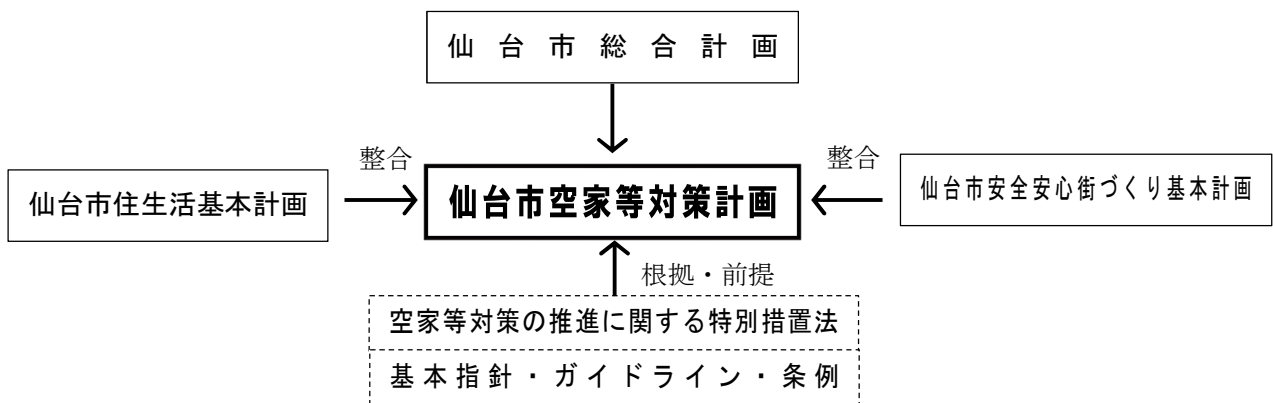 仙台市総合計画
整合
整合
仙台市住生活基本計画
仙台市空家等対策計画
仙台市安全安心街づくり基本計画
根拠・前提
空家等対策の推進に関する特別措置法
基本指針・ガイドライン・条例